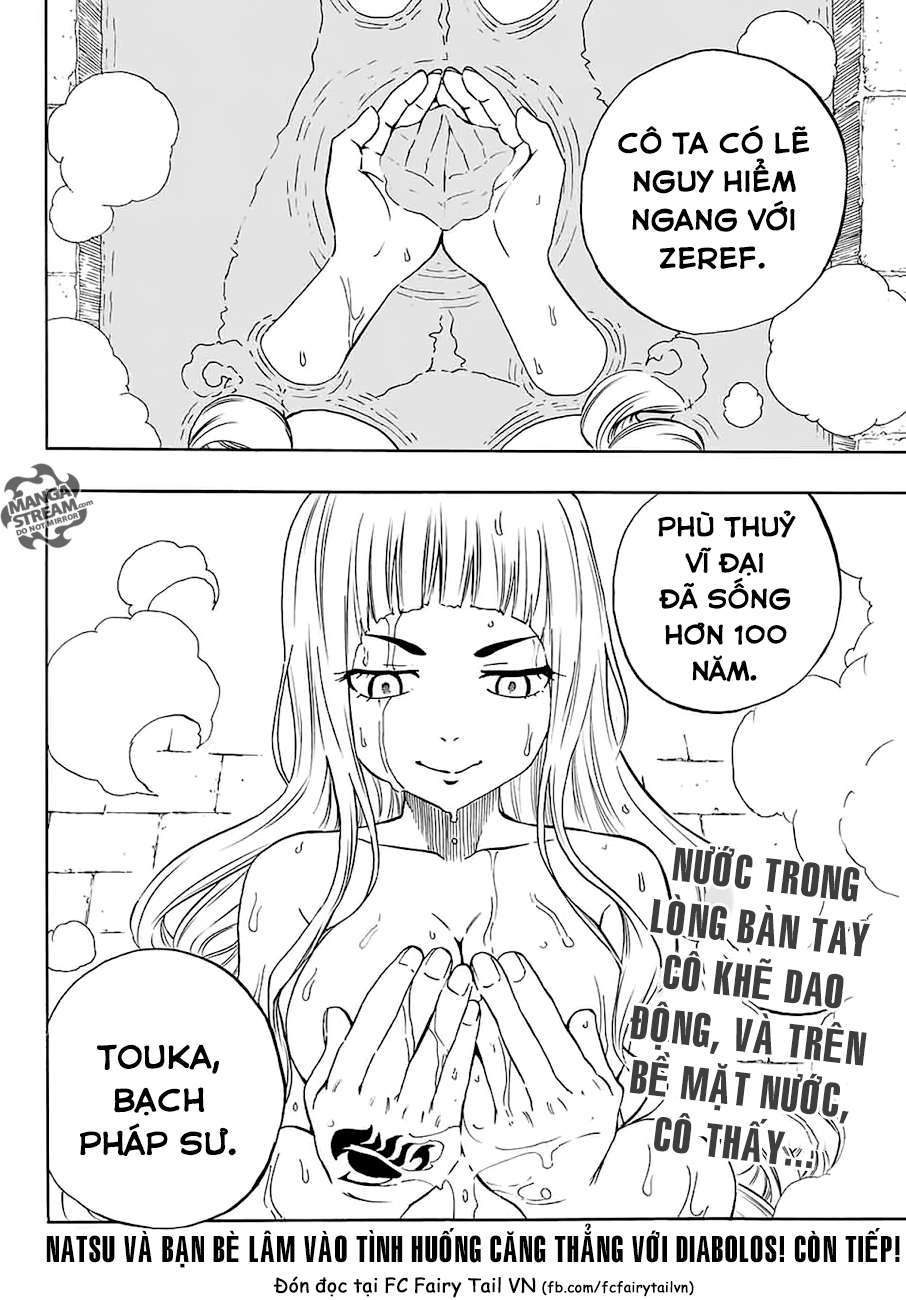 CÔ TA CÓ LẼ
NGUY HIỂM
NGANG VỚI
ZEREF.
MANGA
STREAM.com
DO NOT MIRROR
PHÙ THUỶ
VĨ ĐẠI
ĐÃ SỐNG
HƠN 100
NĂM.
NƯỚC TRONG
LÒNG BÀN TAY
CÔ KHẼ DAO
ĐỘNG, VÀ TRÊN
BỀ MẶT NƯỚC,
CÔ THẤY...
TOUKA,
BẠCH
PHÁP SƯ.
NATSU VÀ BẠN BÈ LÂM VÀO TÌNH HUỐNG CĂNG THẲNG VỚI DIABOLOS! CÒN TIẾP!
Đón đọc tại FC Fairy Tail VN (fb.com/fcfairytailvn)